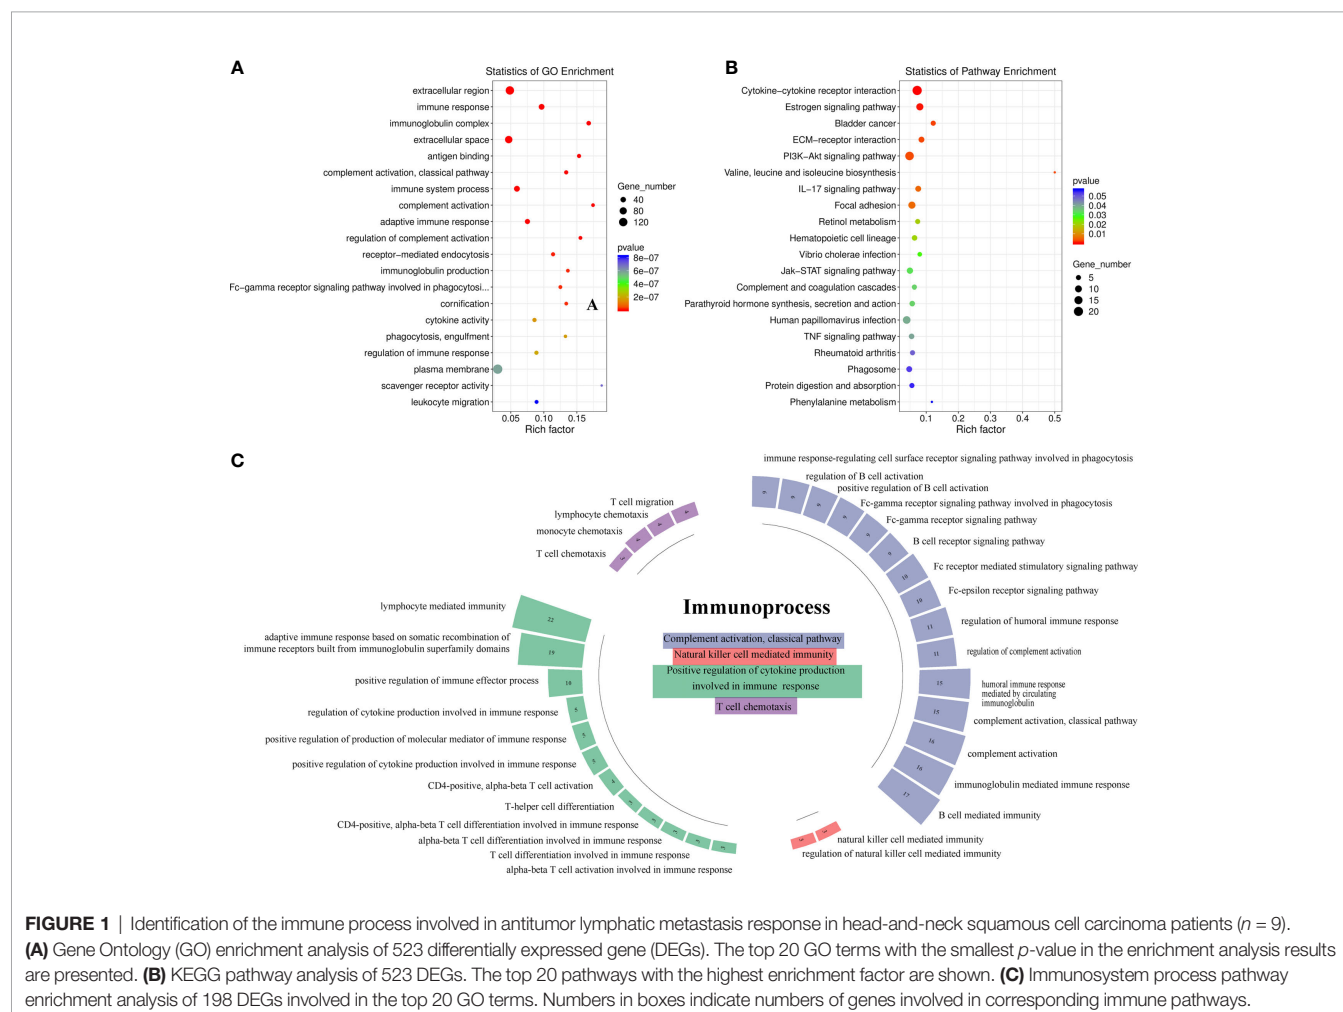 A
Statistics of GO Enrichment
extracellular region
immune response
immunoglobulin complex
extracellular space
antigen binding
complement activation, classical pathway
immune system process
complement activation
adaptive immune response
regulation of complement activation
receptor−mediated endocytosis
immunoglobulin production
Fc−gamma receptor signaling pathway involved in phagocytosi...
cornification
cytokine activity
phagocytosis, engulfment
regulation of immune response
plasma membrane
scavenger receptor activity
leukocyte migration
0.05 0.10 0.15
Rich factor
Gene_number
40
80
120
pvalue
8e−07
6e−07
4e−07
2e−07
A
B
Statistics of Pathway Enrichment
Cytokine−cytokine receptor interaction
Estrogen signaling pathway
Bladder cancer
ECM−receptor interaction
PI3K−Akt signaling pathway
Valine, leucine and isoleucine biosynthesis
IL−17 signaling pathway
Focal adhesion
Retinol metabolism
Hematopoietic cell lineage
Vibrio cholerae infection
Jak−STAT signaling pathway
Complement and coagulation cascades
Parathyroid hormone synthesis, secretion and action
Human papillomavirus infection
TNF signaling pathway
Rheumatoid arthritis
Phagosome
Protein digestion and absorption
Phenylalanine metabolism
0.1 0.2 0.3 0.4 0.5
Rich factor
pvalue
0.05
0.04
0.03
0.02
0.01
Gene_number
5
10
15
20
C
immune response-regulating cell surface receptor signaling pathway involved in phagocytosis
regulation of B cell activation
positive regulation of B cell activation
Fc-gamma receptor signaling pathway involved in phagocytosis
Fc-gamma receptor signaling pathway
B cell receptor signaling pathway
Fc receptor mediated stimulatory signaling pathway
Fc-epsilon receptor signaling pathway
10
10
regulation of humoral immune response
11
regulation of complement activation
11
humoral immune response
mediated by circulating
immunoglobulin
15
complement activation, classical pathway
15
complement activation
16
immunoglobulin mediated immune response
16
B cell mediated immunity
17
natural killer cell mediated immunity
regulation of natural killer cell mediated immunity
T cell migration
lymphocyte chemotaxis
monocyte chemotaxis
T cell chemotaxis
lymphocyte mediated immunity
22
adaptive immune response based on somatic recombination of
immune receptors built from immunoglobulin superfamily domains
19
positive regulation of immune effector process
10
regulation of cytokine production involved in immune response
5
positive regulation of production of molecular mediator of immune response
5
positive regulation of cytokine production involved in immune response
5
CD4-positive, alpha-beta T cell activation
T-helper cell differentiation
CD4-positive, alpha-beta T cell differentiation involved in immune response
alpha-beta T cell differentiation involved in immune response
T cell differentiation involved in immune response
alpha-beta T cell activation involved in immune response
Immunoprocess
Complement activation, classical pathway
Natural killer cell mediated immunity
Positive regulation of cytokine production
involved in immune response
T cell chemotaxis
FIGURE 1 | Identification of the immune process involved in antitumor lymphatic metastasis response in head-and-neck squamous cell carcinoma patients (n = 9).
(A) Gene Ontology (GO) enrichment analysis of 523 differentially expressed gene (DEGs). The top 20 GO terms with the smallest p-value in the enrichment analysis results
are presented. (B) KEGG pathway analysis of 523 DEGs. The top 20 pathways with the highest enrichment factor are shown. (C) Immunosystem process pathway
enrichment analysis of 198 DEGs involved in the top 20 GO terms. Numbers in boxes indicate numbers of genes involved in corresponding immune pathways.